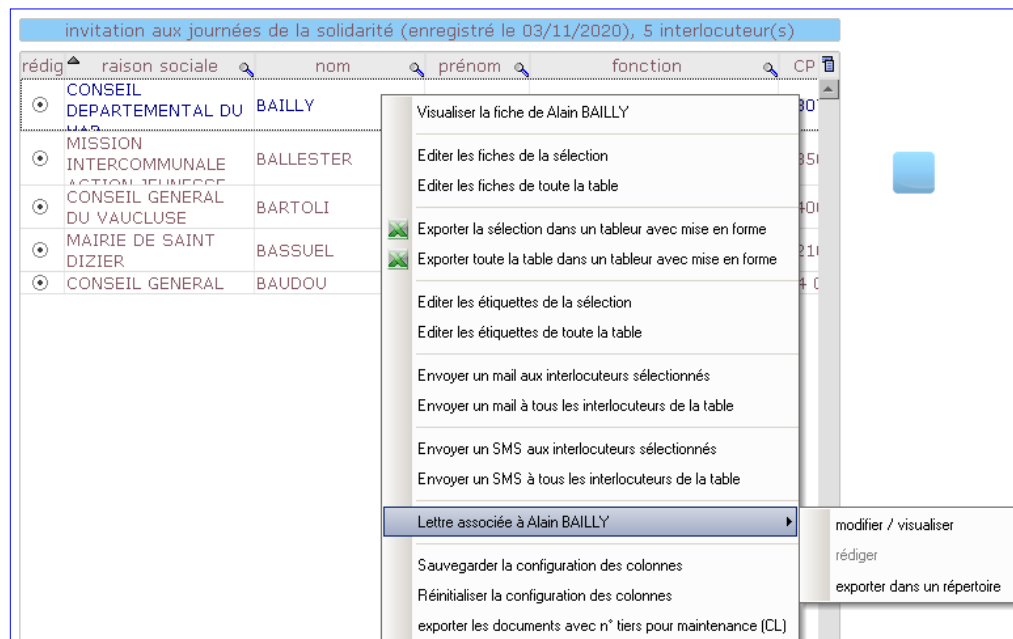 invitation aux journées de la solidarité (enregistré le 03/11/2020), 5 interlocuteur(s)
rédig raison sociale nom prénom fonction CP
CONSEIL
DEPARTEMENTAL DU BAILLY
MISSION
INTERCOMMUNALE BALLESTER
ACTION JEUNESSE
CONSEIL GENERAL
DU VAUCLUSE BARTOLI
MAIRIE DE SAINT
DIZIER BASSUEL
CONSEIL GENERAL BAUDOU
Visualiser la fiche de Alain BAILLY
Editer les fiches de la sélection
Editer les fiches de toute la table
Exporter la sélection dans un tableur avec mise en forme
Exporter toute la table dans un tableur avec mise en forme
Editer les étiquettes de la sélection
Editer les étiquettes de toute la table
Envoyer un mail aux interlocuteurs sélectionnés
Envoyer un mail à tous les interlocuteurs de la table
Envoyer un SMS aux interlocuteurs sélectionnés
Envoyer un SMS à tous les interlocuteurs de la table
Lettre associée à Alain BAILLY
Sauvegarder la configuration des colonnes
Réinitialiser la configuration des colonnes
exporter les documents avec n° tiers pour maintenance (CL)
modifier / visualiser
rédiger
exporter dans un répertoire